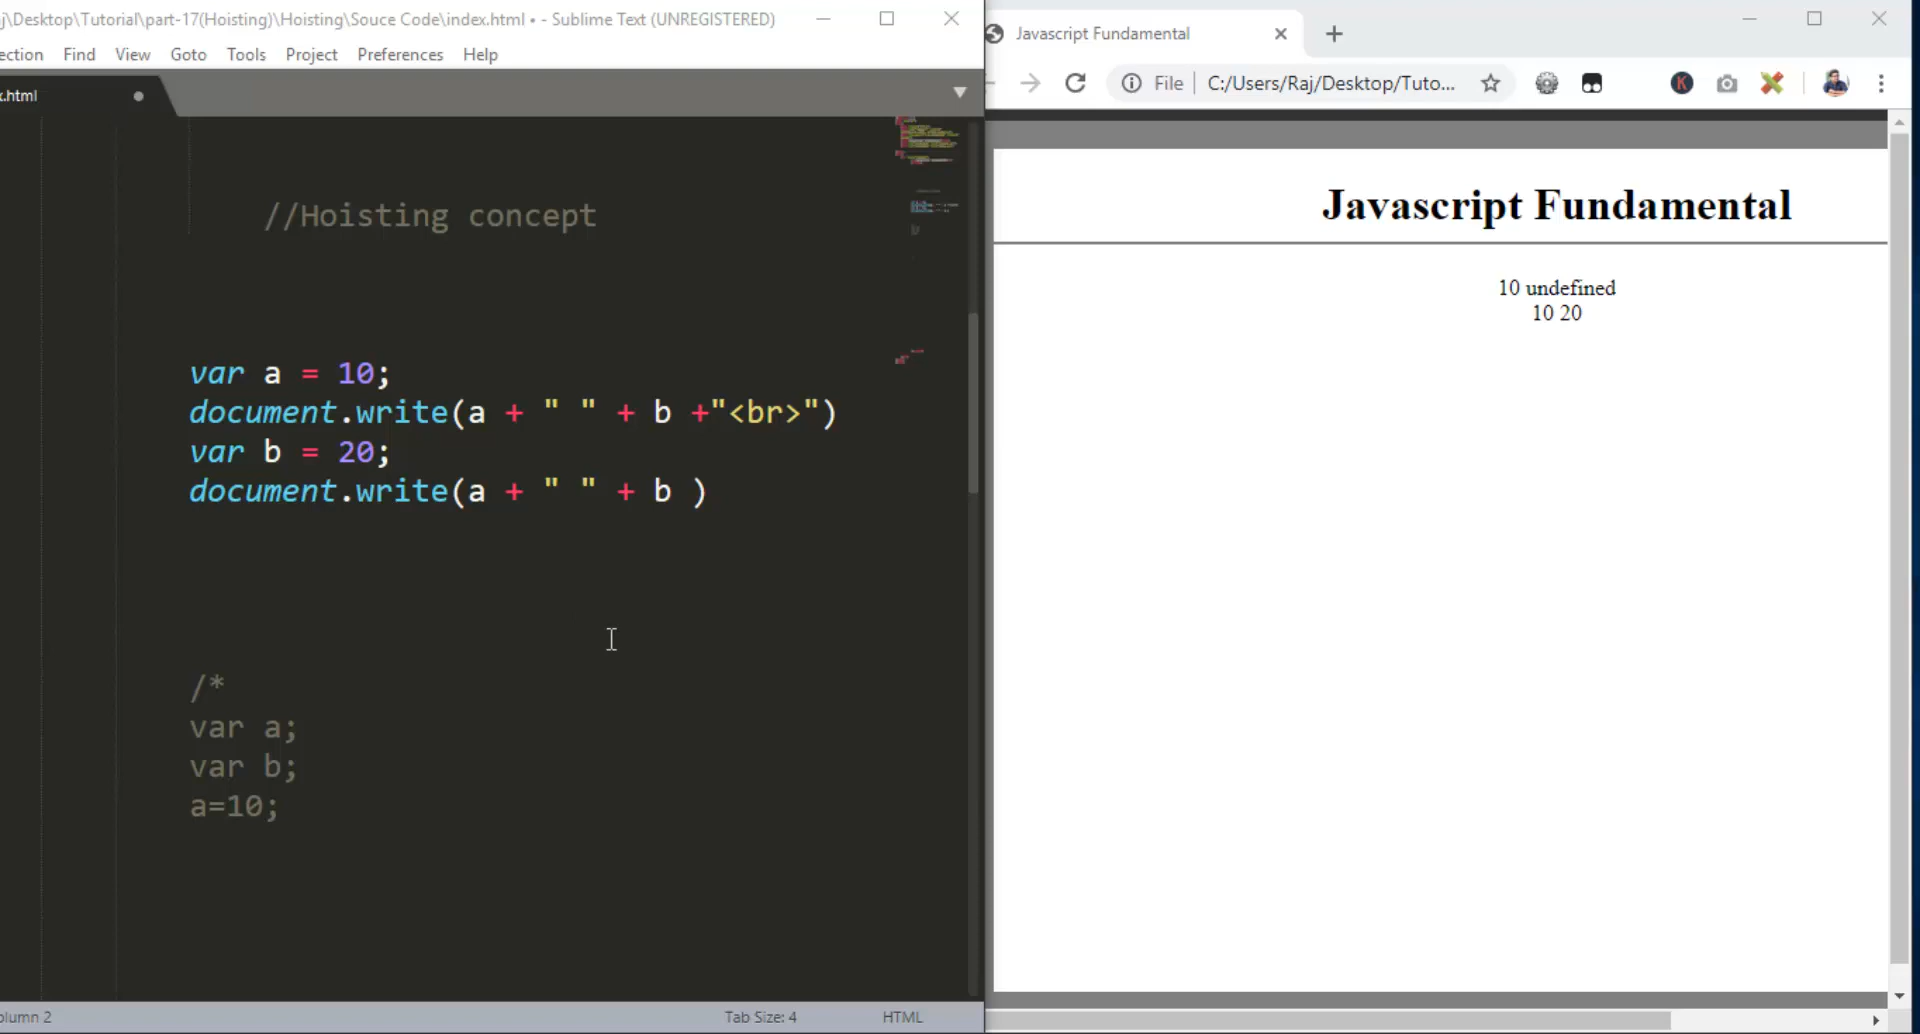 j\Desktop\Tutorial\part-17(Hoisting)\Hoisting\Souce Code\index.html • - Sublime Text (UNREGISTERED)
ection Find View Goto Tools Project Preferences Help
x.html
//Hoisting concept
var a = 10;
document.write(a + " " + b +"<br>")
var b = 20;
document.write(a + " " + b )
/*
var a;
var b;
a=10;
olumn 2 Tab Size: 4 HTML
Javascript Fundamental
File C:/Users/Raj/Desktop/Tuto...
K
Javascript Fundamental
10 undefined
10 20